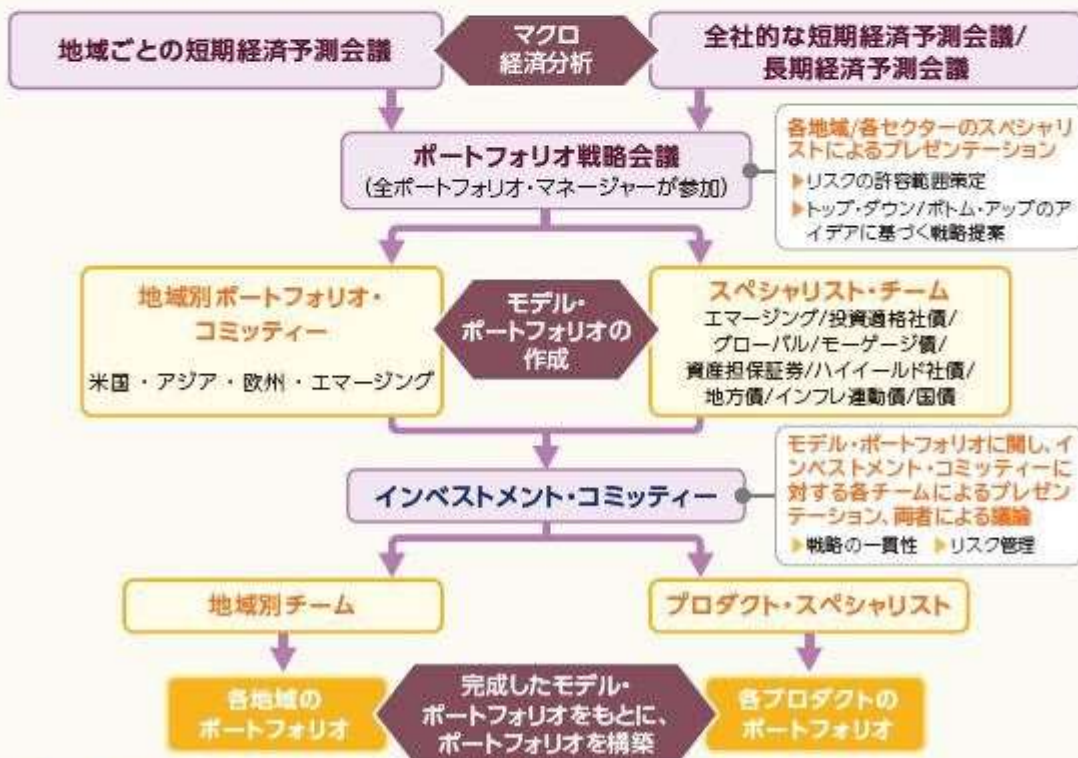 地域ごとの短期経済予測会議
マクロ
経済分析
全社的な短期経済予測会議/
長期経済予測会議
ポートフォリオ戦略会議
(全ポートフォリオ・マネージャーが参加)
各地域/各セクターのスペシャ
リストによるプレゼンテーション
▶リスクの許容範囲策定
▶トップ・ダウン/ボトム・アップのア
イデアに基づく戦略提案
地域別ポートフォリオ・
コミッティー
米国・アジア・欧州・エマージング
モデル・
ポートフォリオの
作成
スペシャリスト・チーム
エマージング/投資適格社債/
グローバル/モーゲージ債/
資産担保証券/ハイイールド社債/
地方債/インフレ連動債/国債
インベストメント・コミッティー
モデル・ポートフォリオに関し、イ
ンベストメント・コミッティーに
対する各チームによるプレゼン
テーション、両者による議論
▶戦略の一貫性 ▶リスク管理
地域別チーム
プロダクト・スペシャリスト
各地域の
ポートフォリオ
完成したモデル・
ポートフォリオをもとに、
ポートフォリオを構築
各プロダクトの
ポートフォリオ